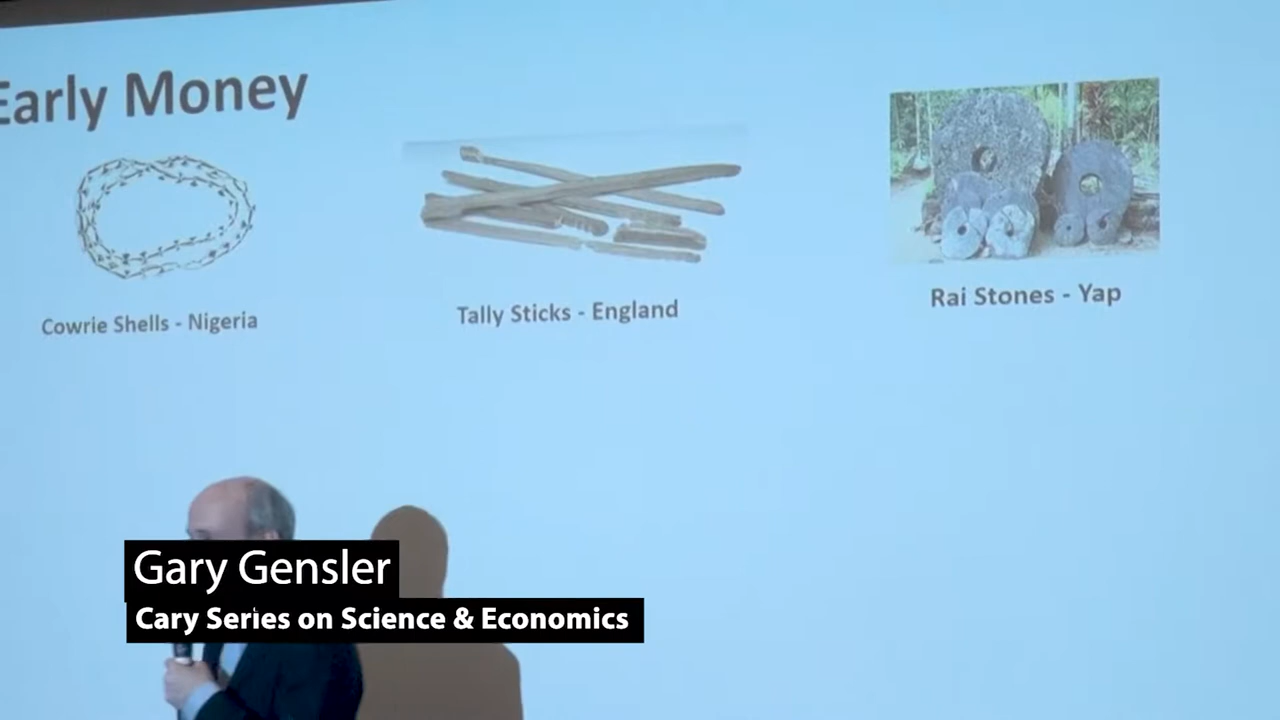 Early Money
Cowrie Shells - Nigeria
Tally Sticks - England
Rai Stones - Yap
Gary Gensler
Cary Series on Science & Economics